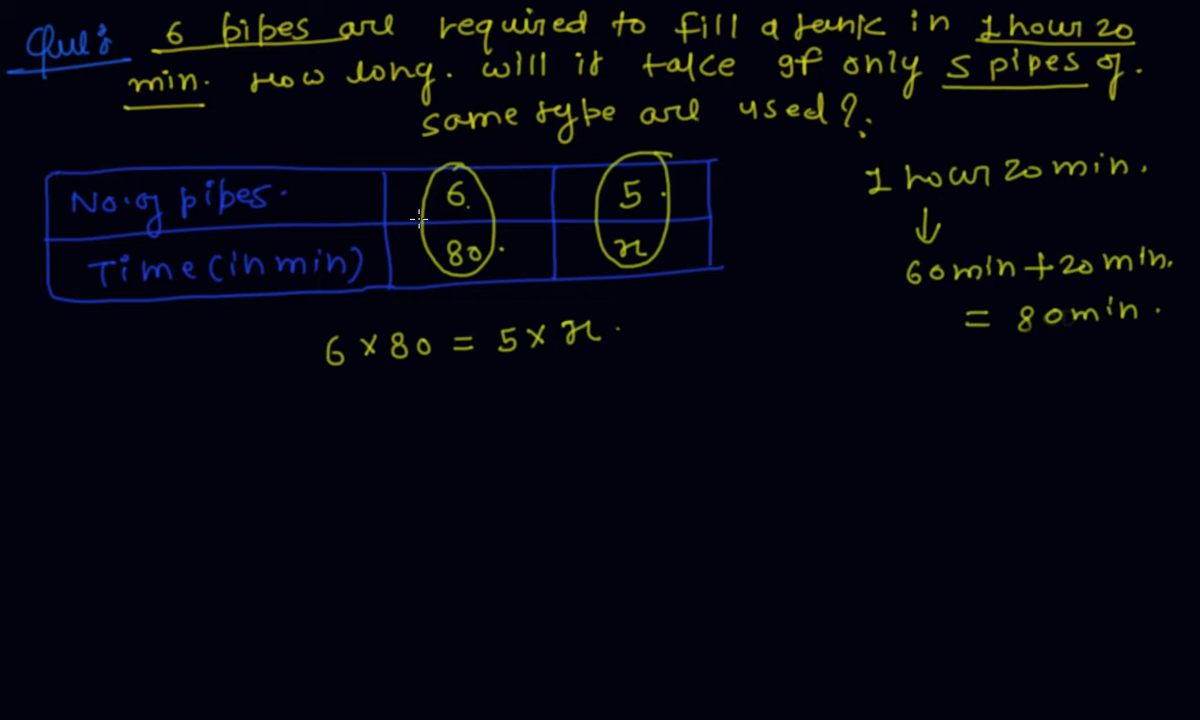 Que:- 6 pipes are required to fill a tank in 1 hour 20
min. How long. will it take If only 5 pipes of.
same type are used?.
No. of pipes. 6. 5.
Time (in min) 80. x
1 hour 20 min.
↓
60 min + 20 min.
= 80 min.
6 × 80 = 5 × x.